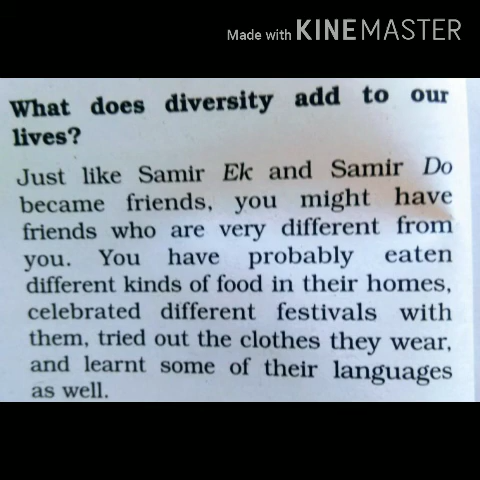 Made with KINEMASTER
What does diversity add to our
lives?
Just like Samir Ek and Samir Do
became friends, you might have
friends who are very different from
you. You have probably eaten
different kinds of food in their homes,
celebrated different festivals with
them, tried out the clothes they wear,
and learnt some of their languages
as well.